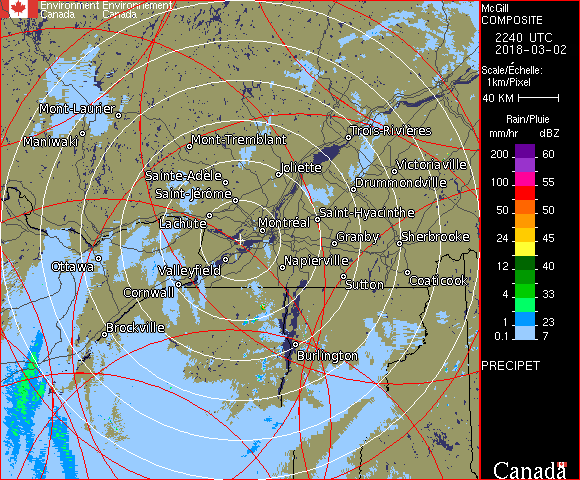 Environment Environnement
Canada Canada
McGill
COMPOSITE
2240 UTC
2018-03-02
Scale/Échelle:
1km/Pixel
40 KM
Rain/Pluie
mm/hr dBZ
200 60
100 55
75 53
50 50
24 45
12 40
4 33
1 23
0.1 7
PRECIPET
Canada
Mont-Laurier
Maniwaki
Mont-Tremblant
Trois-Rivières
Joliette
Victoriaville
Sainte-Adèle
Drummondville
Saint-Jérôme
Lachute
Saint-Hyacinthe
Montréal
Granby
Sherbrooke
Ottawa
Valleyfield
Napierville
Cornwall
Sutton
Coaticook
Brockville
Burlington